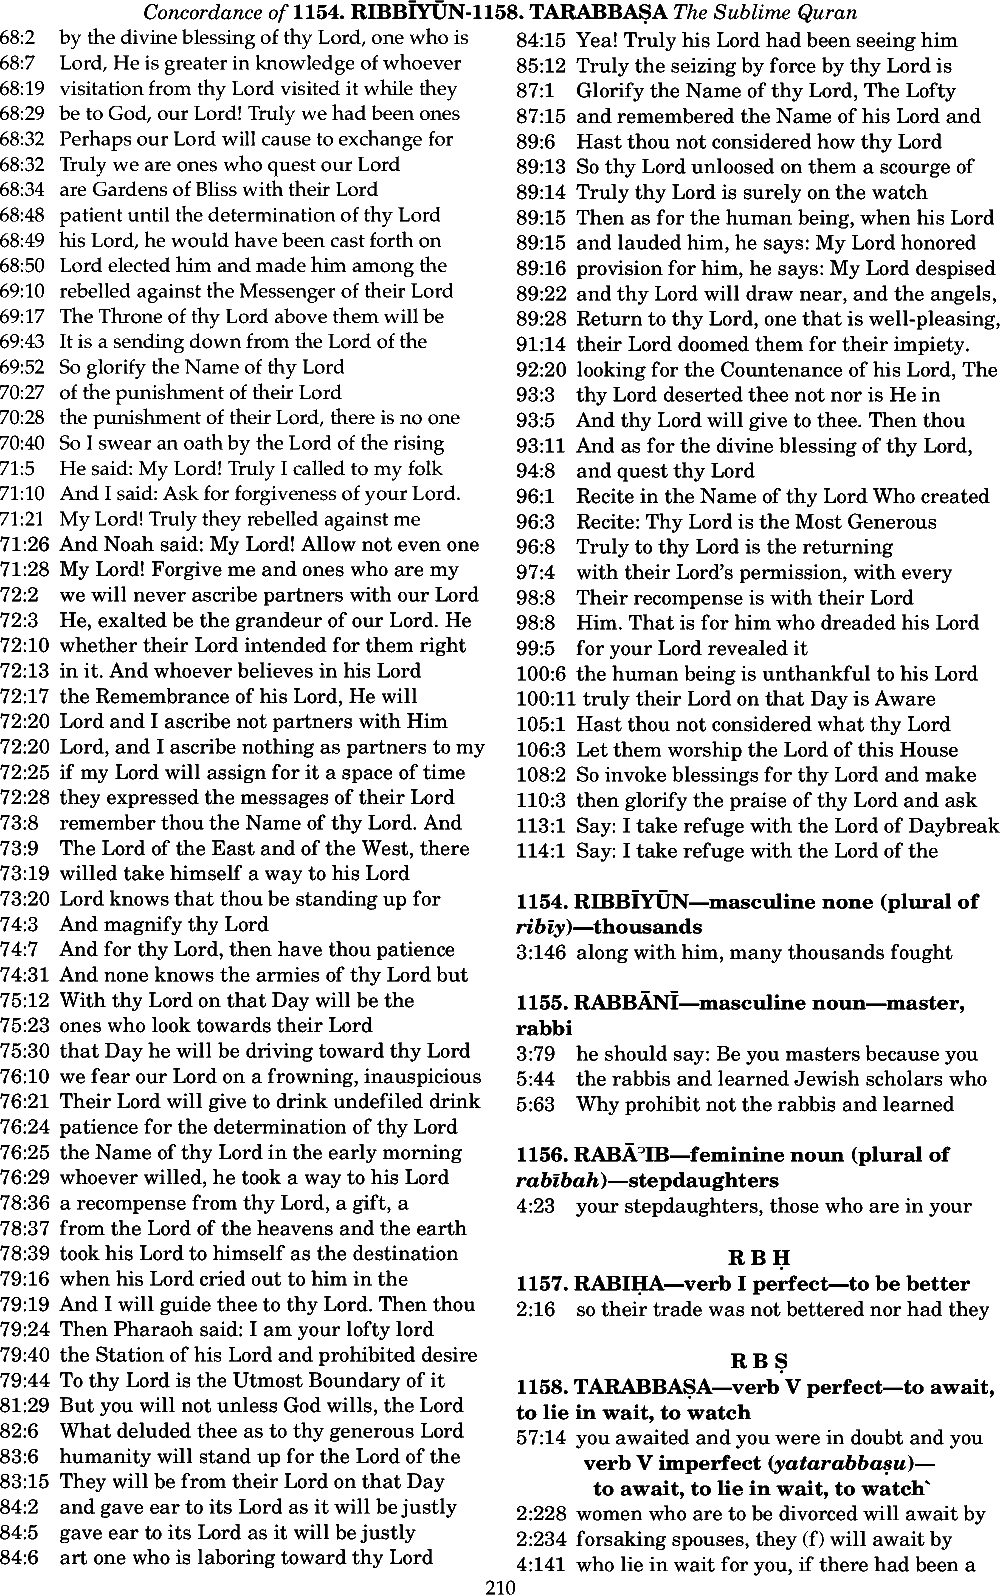 Concordance of 1154. RIBBĪYŪN-1158. TARABBAṢA The Sublime Quran
68:2 by the divine blessing of thy Lord, one who is
68:7 Lord, He is greater in knowledge of whoever
68:19 visitation from thy Lord visited it while they
68:29 be to God, our Lord! Truly we had been ones
68:32 Perhaps our Lord will cause to exchange for
68:32 Truly we are ones who quest our Lord
68:34 are Gardens of Bliss with their Lord
68:48 patient until the determination of thy Lord
68:49 his Lord, he would have been cast forth on
68:50 Lord elected him and made him among the
69:10 rebelled against the Messenger of their Lord
69:17 The Throne of thy Lord above them will be
69:43 It is a sending down from the Lord of the
69:52 So glorify the Name of thy Lord
70:27 of the punishment of their Lord
70:28 the punishment of their Lord, there is no one
70:40 So I swear an oath by the Lord of the rising
71:5 He said: My Lord! Truly I called to my folk
71:10 And I said: Ask for forgiveness of your Lord.
71:21 My Lord! Truly they rebelled against me
71:26 And Noah said: My Lord! Allow not even one
71:28 My Lord! Forgive me and ones who are my
72:2 we will never ascribe partners with our Lord
72:3 He, exalted be the grandeur of our Lord. He
72:10 whether their Lord intended for them right
72:13 in it. And whoever believes in his Lord
72:17 the Remembrance of his Lord, He will
72:20 Lord and I ascribe not partners with Him
72:20 Lord, and I ascribe nothing as partners to my
72:25 if my Lord will assign for it a space of time
72:28 they expressed the messages of their Lord
73:8 remember thou the Name of thy Lord. And
73:9 The Lord of the East and of the West, there
73:19 willed take himself a way to his Lord
73:20 Lord knows that thou be standing up for
74:3 And magnify thy Lord
74:7 And for thy Lord, then have thou patience
74:31 And none knows the armies of thy Lord but
75:12 With thy Lord on that Day will be the
75:23 ones who look towards their Lord
75:30 that Day he will be driving toward thy Lord
76:10 we fear our Lord on a frowning, inauspicious
76:21 Their Lord will give to drink undefiled drink
76:24 patience for the determination of thy Lord
76:25 the Name of thy Lord in the early morning
76:29 whoever willed, he took a way to his Lord
78:36 a recompense from thy Lord, a gift, a
78:37 from the Lord of the heavens and the earth
78:39 took his Lord to himself as the destination
79:16 when his Lord cried out to him in the
79:19 And I will guide thee to thy Lord. Then thou
79:24 Then Pharaoh said: I am your lofty lord
79:40 the Station of his Lord and prohibited desire
79:44 To thy Lord is the Utmost Boundary of it
81:29 But you will not unless God wills, the Lord
82:6 What deluded thee as to thy generous Lord
83:6 humanity will stand up for the Lord of the
83:15 They will be from their Lord on that Day
84:2 and gave ear to its Lord as it will be justly
84:5 gave ear to its Lord as it will be justly
84:6 art one who is laboring toward thy Lord
84:15 Yea! Truly his Lord had been seeing him
85:12 Truly the seizing by force by thy Lord is
87:1 Glorify the Name of thy Lord, The Lofty
87:15 and remembered the Name of his Lord and
89:6 Hast thou not considered how thy Lord
89:13 So thy Lord unloosed on them a scourge of
89:14 Truly thy Lord is surely on the watch
89:15 Then as for the human being, when his Lord
89:15 and lauded him, he says: My Lord honored
89:16 provision for him, he says: My Lord despised
89:22 and thy Lord will draw near, and the angels,
89:28 Return to thy Lord, one that is well-pleasing,
91:14 their Lord doomed them for their impiety.
92:20 looking for the Countenance of his Lord, The
93:3 thy Lord deserted thee not nor is He in
93:5 And thy Lord will give to thee. Then thou
93:11 And as for the divine blessing of thy Lord,
94:8 and quest thy Lord
96:1 Recite in the Name of thy Lord Who created
96:3 Recite: Thy Lord is the Most Generous
96:8 Truly to thy Lord is the returning
97:4 with their Lord's permission, with every
98:8 Their recompense is with their Lord
98:8 Him. That is for him who dreaded his Lord
99:5 for your Lord revealed it
100:6 the human being is unthankful to his Lord
100:11 truly their Lord on that Day is Aware
105:1 Hast thou not considered what thy Lord
106:3 Let them worship the Lord of this House
108:2 So invoke blessings for thy Lord and make
110:3 then glorify the praise of thy Lord and ask
113:1 Say: I take refuge with the Lord of Daybreak
114:1 Say: I take refuge with the Lord of the
1154. RIBBĪYŪN—masculine none (plural of
ribīy)—thousands
3:146 along with him, many thousands fought
1155. RABBĀNĪ—masculine noun—master,
rabbi
3:79 he should say: Be you masters because you
5:44 the rabbis and learned Jewish scholars who
5:63 Why prohibit not the rabbis and learned
1156. RABĀᵓIB—feminine noun (plural of
rabībah)—stepdaughters
4:23 your stepdaughters, those who are in your
R B Ḥ
1157. RABIḤA—verb I perfect—to be better
2:16 so their trade was not bettered nor had they
R B Ṣ
1158. TARABBAṢA—verb V perfect—to await,
to lie in wait, to watch
57:14 you awaited and you were in doubt and you
verb V imperfect (yatarabbaṣu)—
to await, to lie in wait, to watch`
2:228 women who are to be divorced will await by
2:234 forsaking spouses, they (f) will await by
4:141 who lie in wait for you, if there had been a
210